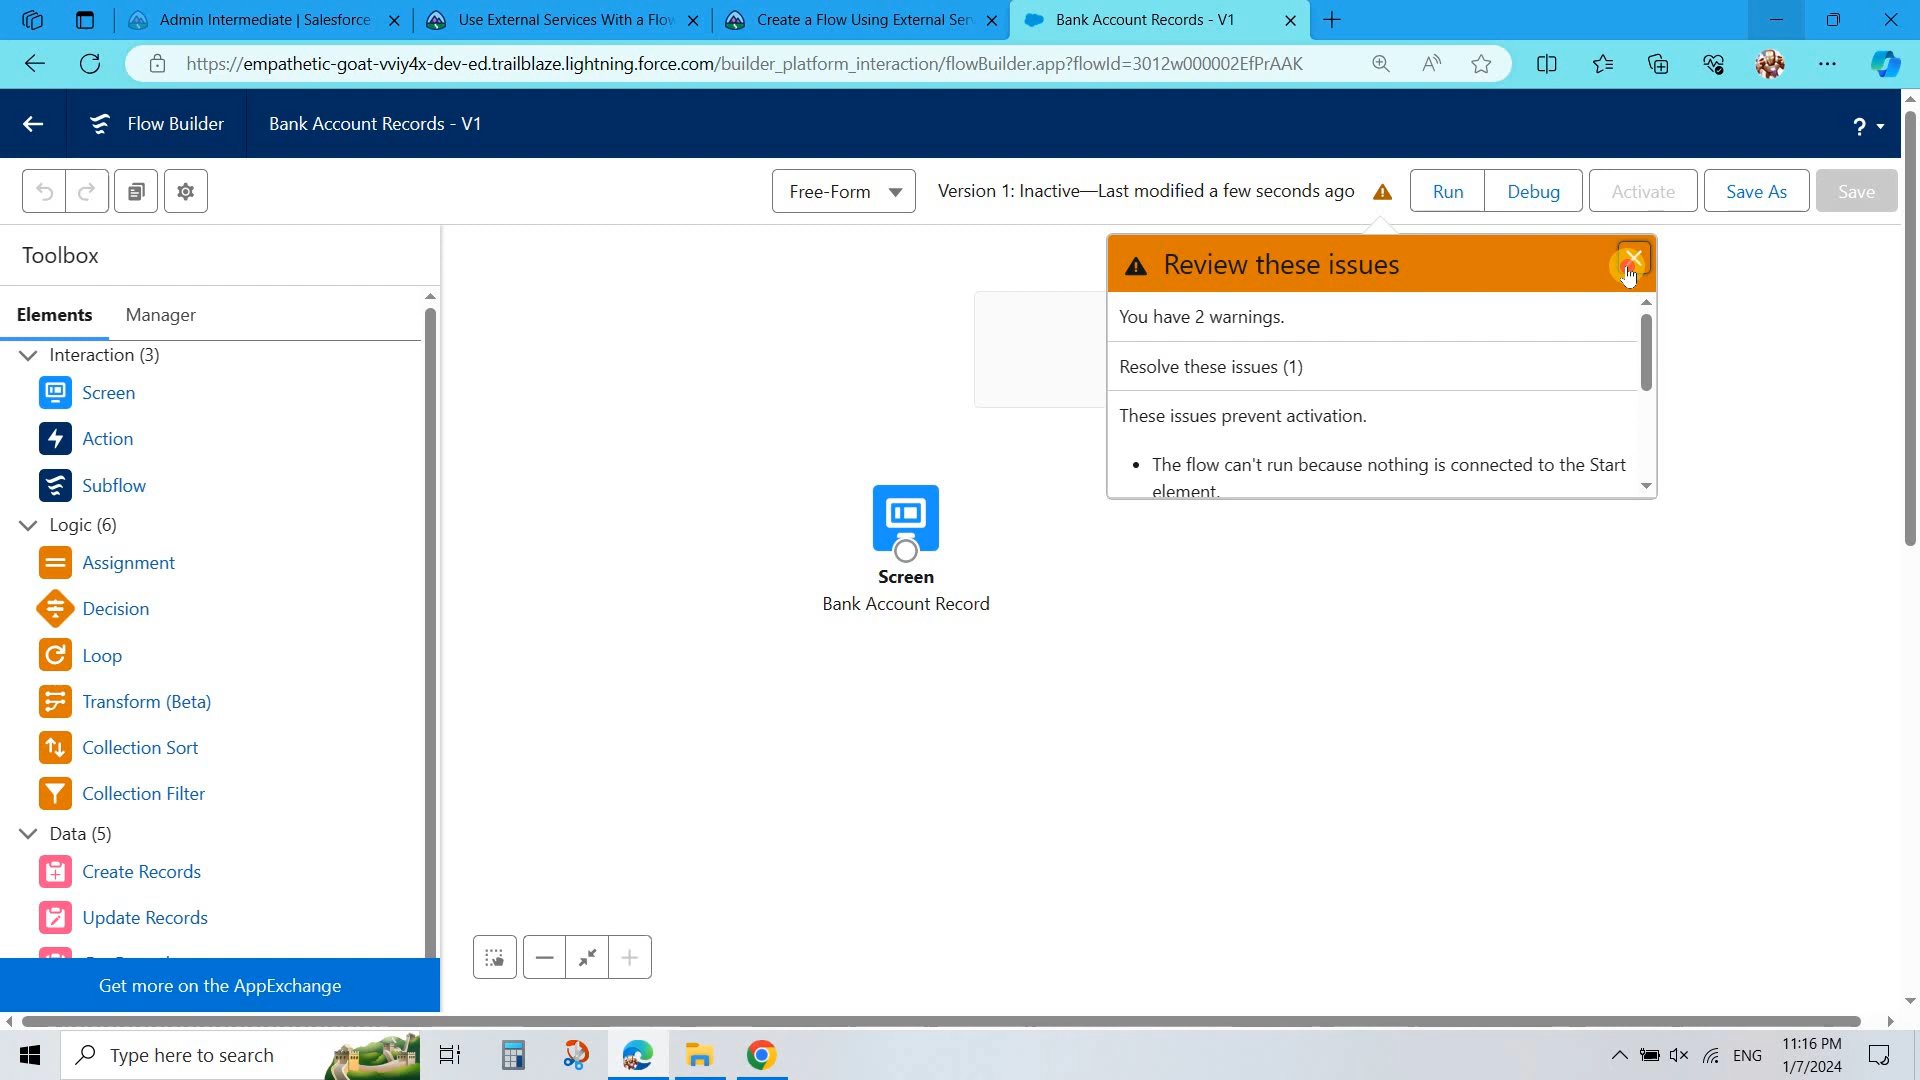 Admin Intermediate | Salesforce
Use External Services With a Flow
Create a Flow Using External Ser
Bank Account Records - V1
https://empathetic-goat-vviy4x-dev-ed.trailblaze.lightning.force.com/builder_platform_interaction/flowBuilder.app?flowId=3012w000002EfPrAAK
Flow Builder
Bank Account Records - V1
?
Free-Form
Version 1: Inactive—Last modified a few seconds ago
Run
Debug
Activate
Save As
Save
Toolbox
Elements
Manager
Interaction (3)
Screen
Action
Subflow
Logic (6)
Assignment
Decision
Loop
Transform (Beta)
Collection Sort
Collection Filter
Data (5)
Create Records
Update Records
Get more on the AppExchange
Review these issues
You have 2 warnings.
Resolve these issues (1)
These issues prevent activation.
• The flow can't run because nothing is connected to the Start
element.
Screen
Bank Account Record
Type here to search
ENG
11:16 PM
1/7/2024